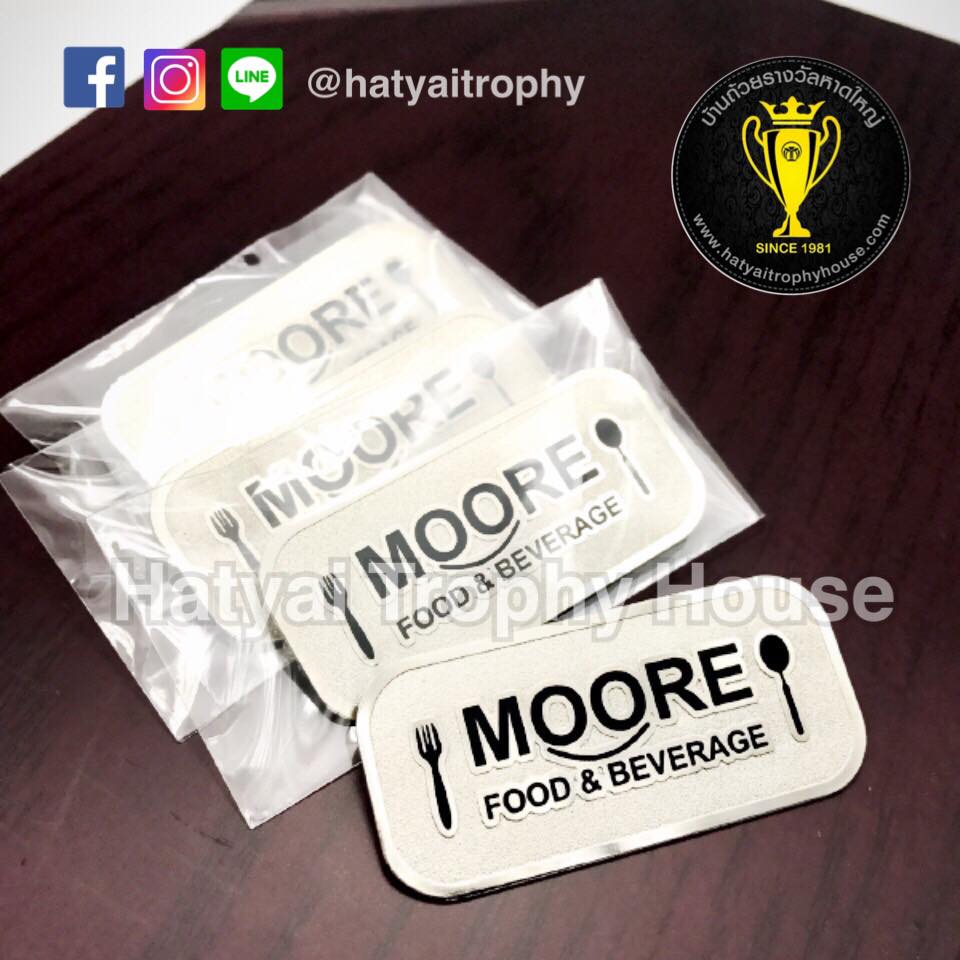 LINE
@hatyaitrophy
บ้านถ้วยรางวัลหาดใหญ่
SINCE 1981
www.hatyaitrophyhouse.com
MOORE
MOORE
MOORE
FOOD & BEVERAGE
Hatyai Trophy House
MOORE
FOOD & BEVERAGE